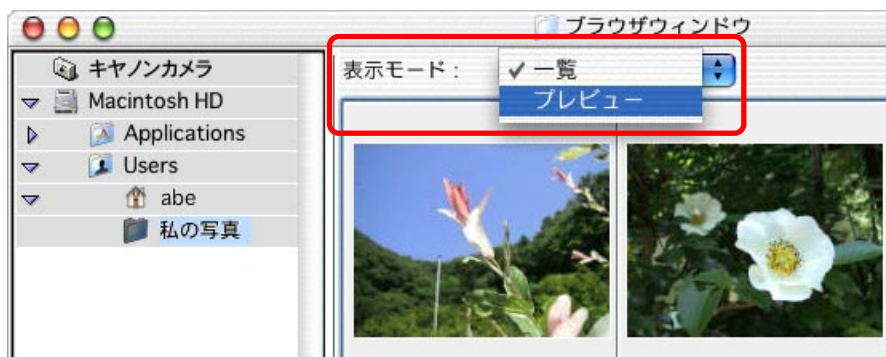 ブラウザウィンドウ
キヤノンカメラ
Macintosh HD
Applications
Users
abe
私の写真
表示モード：
✓一覧
プレビュー